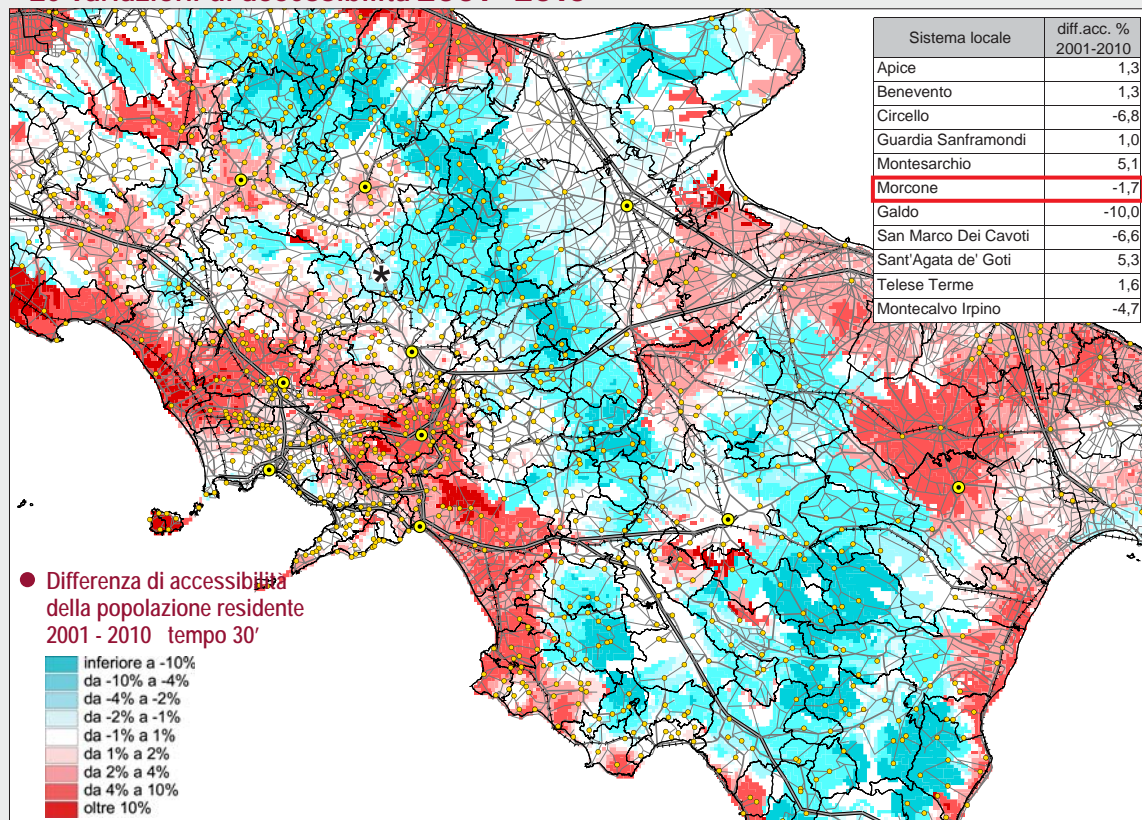 Sistema locale diff.acc. % 2001-2010
Apice 1,3
Benevento 1,3
Circello -6,8
Guardia Sanframondi 1,0
Montesarchio 5,1
Morcone -1,7
Galdo -10,0
San Marco Dei Cavoti -6,6
Sant'Agata de' Goti 5,3
Telese Terme 1,6
Montecalvo Irpino -4,7
*
Differenza di accessibilità
della popolazione residente
2001 - 2010 tempo 30'
inferiore a -10%
da -10% a -4%
da -4% a -2%
da -2% a -1%
da -1% a 1%
da 1% a 2%
da 2% a 4%
da 4% a 10%
oltre 10%